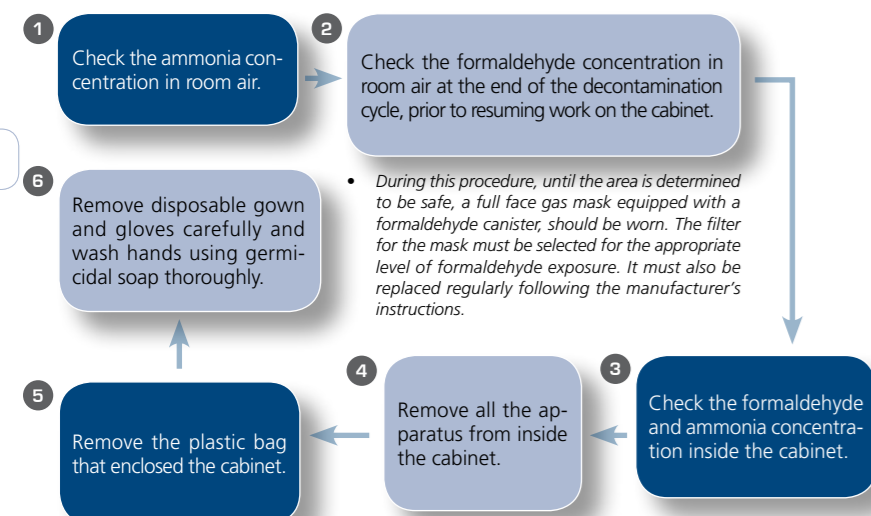 1
Check the ammonia con-
centration in room air.
2
Check the formaldehyde concentration in
room air at the end of the decontamination
cycle, prior to resuming work on the cabinet.
• During this procedure, until the area is determined
to be safe, a full face gas mask equipped with a
formaldehyde canister, should be worn. The filter
for the mask must be selected for the appropriate
level of formaldehyde exposure. It must also be
replaced regularly following the manufacturer's
instructions.
3
Check the formaldehyde
and ammonia concentra-
tion inside the cabinet.
4
Remove all the ap-
paratus from inside
the cabinet.
5
Remove the plastic bag
that enclosed the cabinet.
6
Remove disposable gown
and gloves carefully and
wash hands using germi-
cidal soap thoroughly.